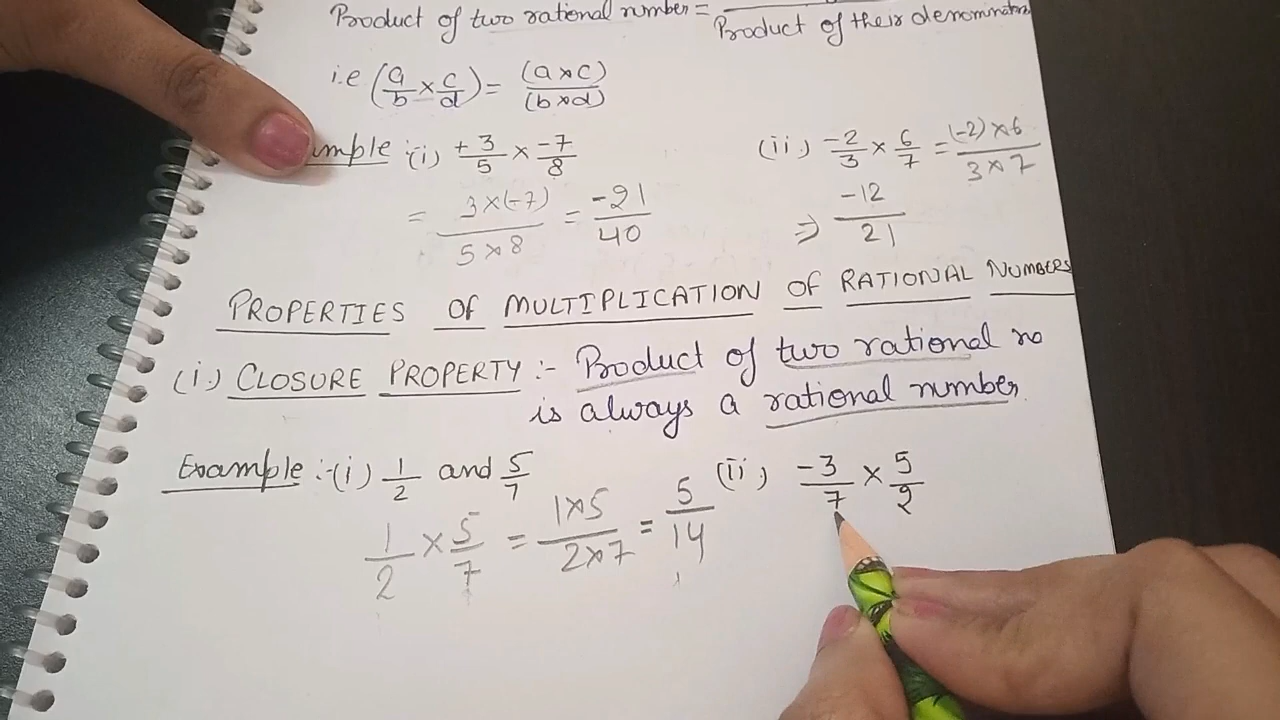 Product of two rational number = Product of their denominators
i.e (a/b × c/d) = (a×c)/(b×d)
mple :- (i) +3/5 × -7/8
= 3×(-7)/5×8 = -21/40
(ii) -2/3 × 6/7 = (-2)×6/3×7
⇒ -12/21
PROPERTIES OF MULTIPLICATION OF RATIONAL NUMBERS
(i.) CLOSURE PROPERTY :- Product of two rational no
is always a rational number.
Example :- (i) 1/2 and 5/7
1/2 × 5/7 = 1×5/2×7 = 5/14
(ii) -3/7 × 5/2